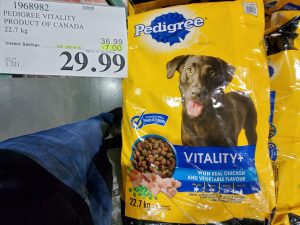 1968982
PEDIGREE VITALITY
PRODUCT OF CANADA
22.7 kg
36.99
Instant Savings
-7.00
29.99
Pedigree
VITALITY+
WITH REAL CHICKEN
AND VEGETABLE FLAVOUR
22.7 kg